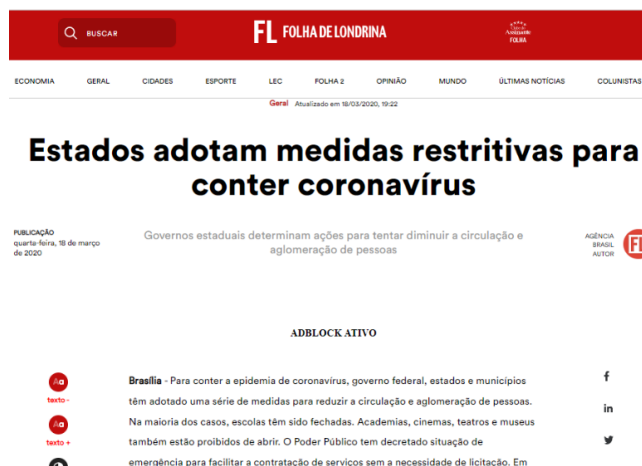 BUSCAR
FL FOLHA DE LONDRINA
Assinante
FOLHA
ECONOMIA GERAL CIDADES ESPORTE LEC FOLHA 2 OPINIÃO MUNDO ÚLTIMAS NOTÍCIAS COLUNISTAS
Geral Atualizado em 18/03/2020, 19:22
Estados adotam medidas restritivas para
conter coronavírus
PUBLICAÇÃO
quarta-feira, 18 de março
de 2020
Governos estaduais determinam ações para tentar diminuir a circulação e
aglomeração de pessoas
AGÊNCIA
BRASIL
AUTOR
ADBLOCK ATIVO
Aa
texto -
Aa
texto +
Brasília - Para conter a epidemia de coronavírus, governo federal, estados e municípios
têm adotado uma série de medidas para reduzir a circulação e aglomeração de pessoas.
Na maioria dos casos, escolas têm sido fechadas. Academias, cinemas, teatros e museus
também estão proibidos de abrir. O Poder Público tem decretado situação de
emergência para facilitar a contratação de serviços sem a necessidade de licitação. Em